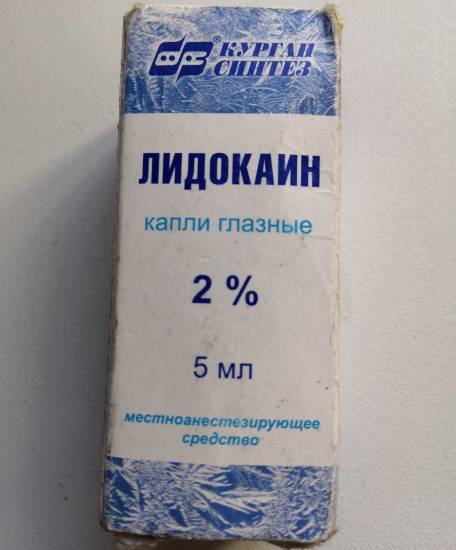 ® КУРГАН
СИНТЕЗ
ЛИДОКАИН
капли глазные
2 %
5 мл
местноанестезирующее
средство